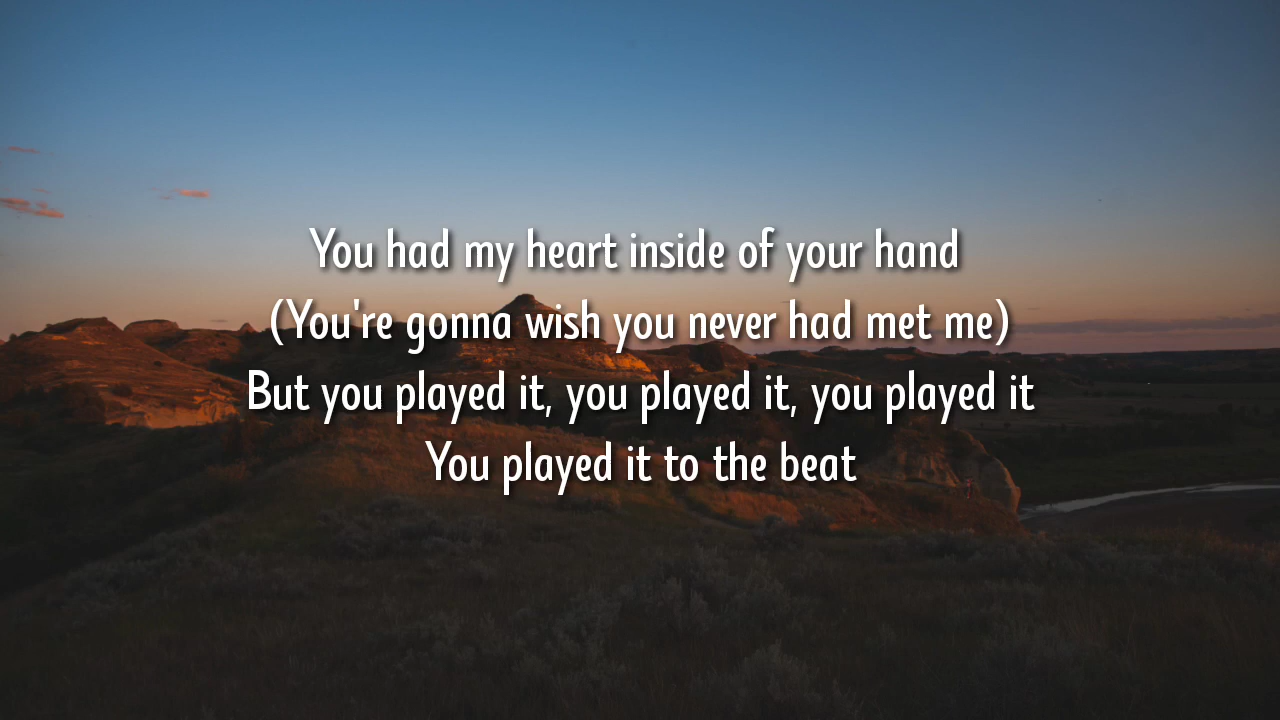 You had my heart inside of your hand
(You're gonna wish you never had met me)
But you played it, you played it, you played it
You played it to the beat